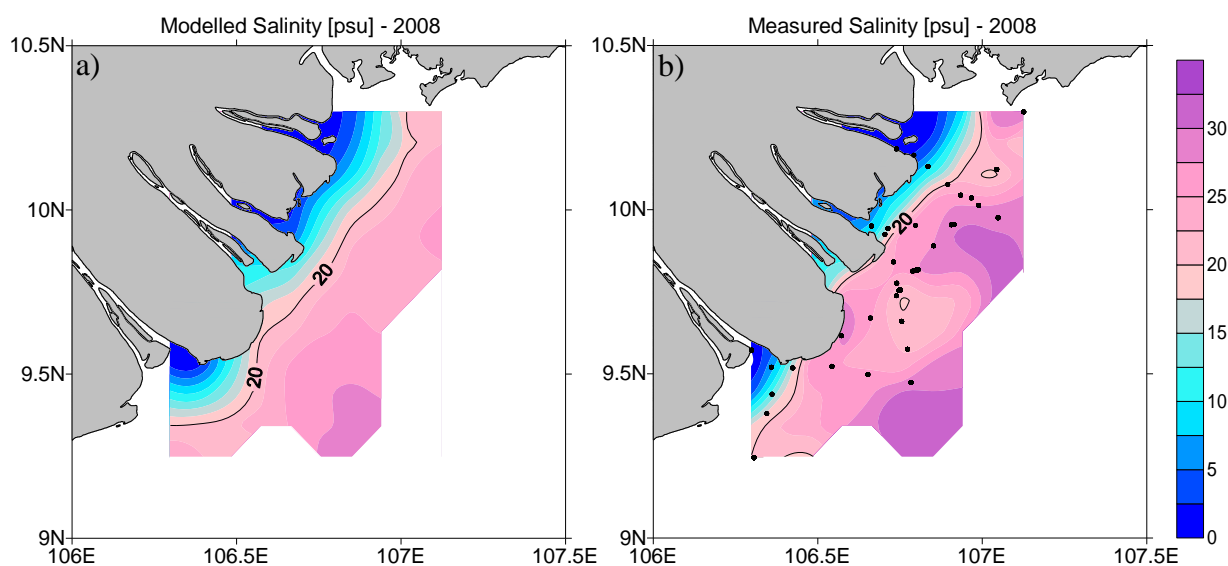 Modelled Salinity [psu] - 2008
Measured Salinity [psu] - 2008
a)
b)
10.5N
10N
9.5N
9N
106E
106.5E
107E
107.5E
20
20
10.5N
10N
9.5N
9N
106E
106.5E
107E
107.5E
20
30
25
20
15
10
5
0